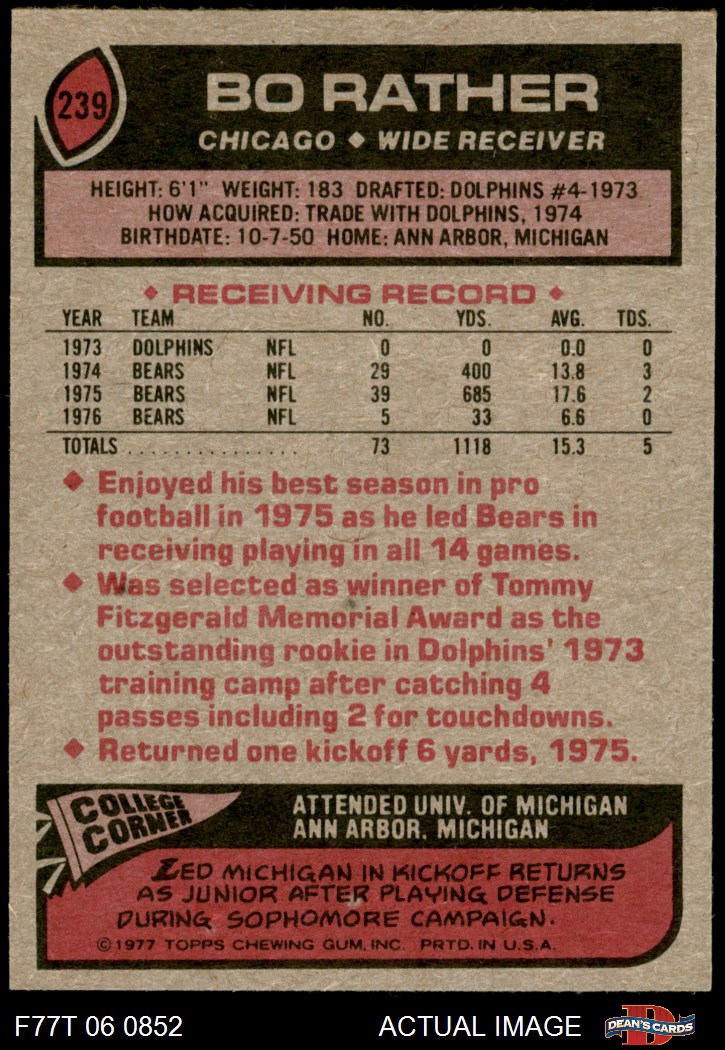 239
BO RATHER
CHICAGO ◆ WIDE RECEIVER
HEIGHT: 6'1" WEIGHT: 183 DRAFTED: DOLPHINS #4-1973
HOW ACQUIRED: TRADE WITH DOLPHINS, 1974
BIRTHDATE: 10-7-50 HOME: ANN ARBOR, MICHIGAN
◆ RECEIVING RECORD ◆
YEAR TEAM NO. YDS. AVG. TDS.
1973 DOLPHINS NFL 0 0 0.0 0
1974 BEARS NFL 29 400 13.8 3
1975 BEARS NFL 39 685 17.6 2
1976 BEARS NFL 5 33 6.6 0
TOTALS . . . . . . . . . . . . . . . 73 1118 15.3 5
◆ Enjoyed his best season in pro
football in 1975 as he led Bears in
receiving playing in all 14 games.
◆ Was selected as winner of Tommy
Fitzgerald Memorial Award as the
outstanding rookie in Dolphins' 1973
training camp after catching 4
passes including 2 for touchdowns.
◆ Returned one kickoff 6 yards, 1975.
COLLEGE
CORNER
ATTENDED UNIV. OF MICHIGAN
ANN ARBOR, MICHIGAN
LED MICHIGAN IN KICKOFF RETURNS
AS JUNIOR AFTER PLAYING DEFENSE
DURING SOPHOMORE CAMPAIGN.
© 1977 TOPPS CHEWING GUM, INC. PRTD. IN U.S.A.
F77T 06 0852
ACTUAL IMAGE
D
DEAN'S CARDS